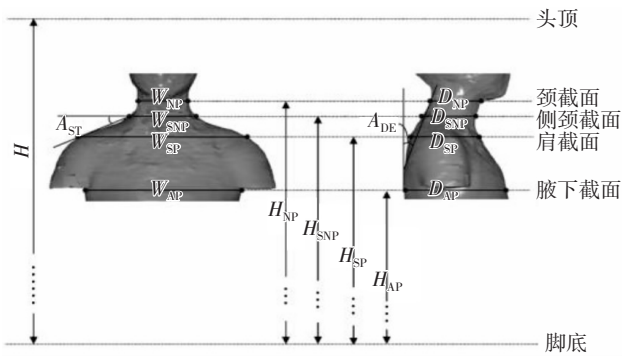 头顶
W_NP D_NP 颈截面
A_ST W_SNP A_DE D_SNP 侧颈截面
H W_SP D_SP 肩截面
W_AP D_AP 腋下截面
H_NP
H_SNP
H_SP
H_AP
脚底